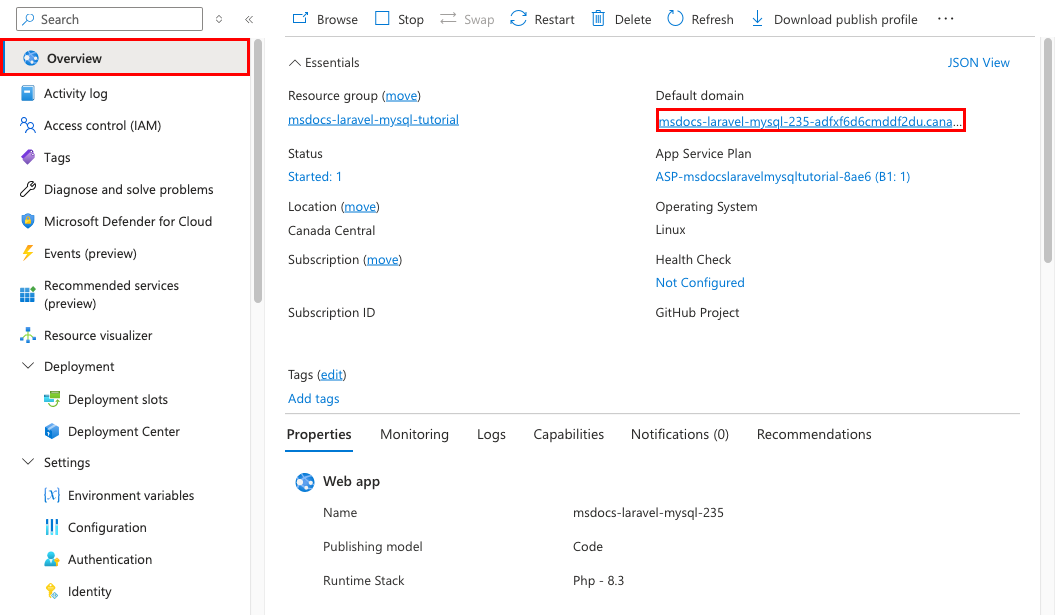 Search
Overview
Activity log
Access control (IAM)
Tags
Diagnose and solve problems
Microsoft Defender for Cloud
Events (preview)
Recommended services
(preview)
Resource visualizer
Deployment
Deployment slots
Deployment Center
Settings
Environment variables
Configuration
Authentication
Identity
Browse Stop Swap Restart Delete Refresh Download publish profile ...
Essentials JSON View
Resource group (move)
msdocs-laravel-mysql-tutorial
Status
Started: 1
Location (move)
Canada Central
Subscription (move)
Subscription ID
Default domain
msdocs-laravel-mysql-235-adfxf6d6cmddf2du.cana...
App Service Plan
ASP-msdocslaravelmysqltutorial-8ae6 (B1: 1)
Operating System
Linux
Health Check
Not Configured
GitHub Project
Tags (edit)
Add tags
Properties Monitoring Logs Capabilities Notifications (0) Recommendations
Web app
Name msdocs-laravel-mysql-235
Publishing model Code
Runtime Stack Php - 8.3